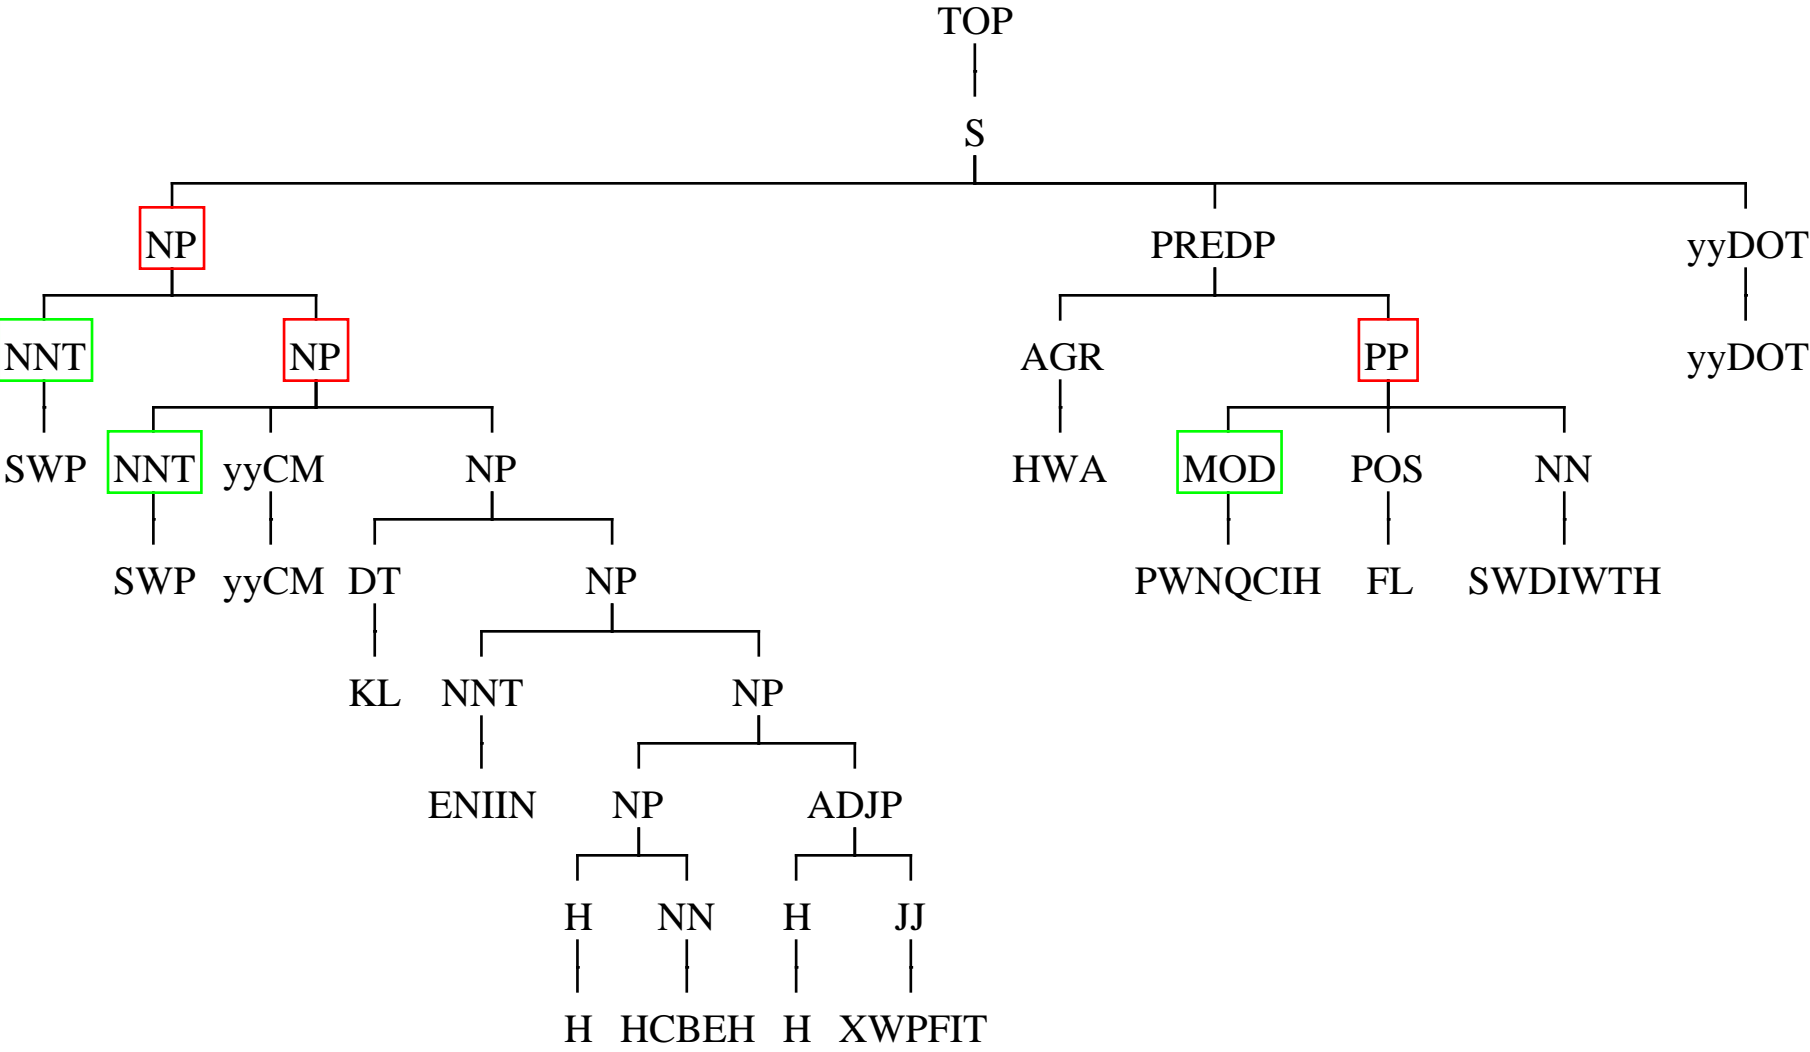 TOP
S
NP PREDP yyDOT
NNT NP AGR PP yyDOT
SWP NNT yyCM NP HWA MOD POS NN
SWP yyCM DT NP PWNQCIH FL SWDIWTH
KL NNT NP
ENIIN NP ADJP
H NN H JJ
H HCBEH H XWPFIT